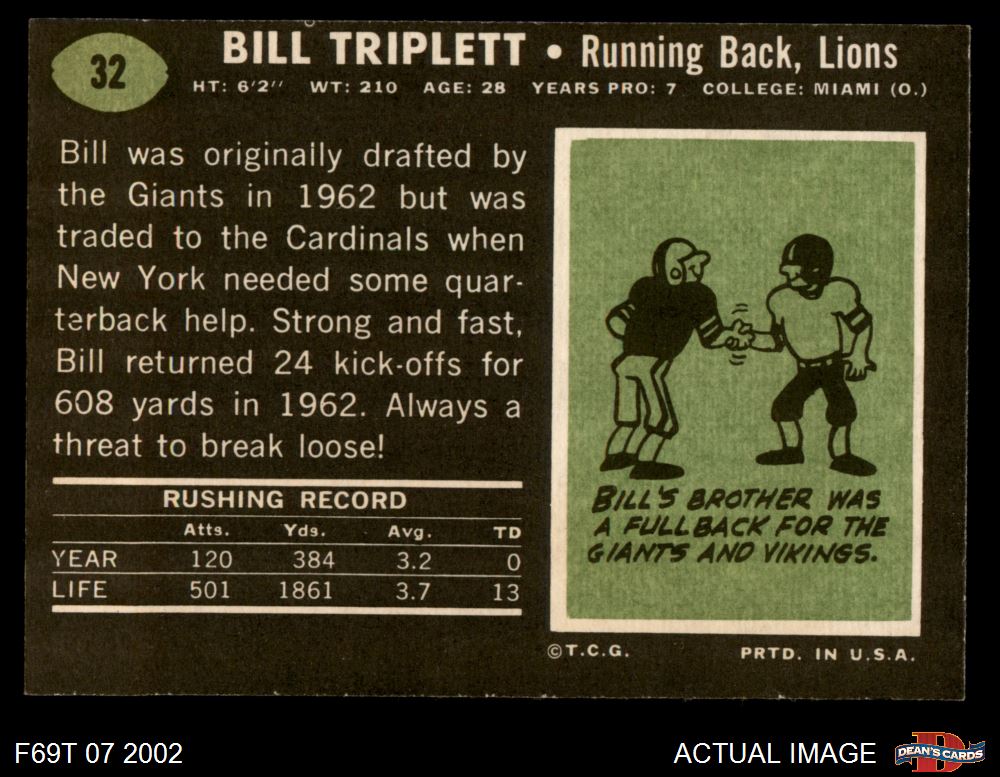 32
BILL TRIPLETT • Running Back, Lions
HT: 6'2" WT: 210 AGE: 28 YEARS PRO: 7 COLLEGE: MIAMI (O.)
Bill was originally drafted by
the Giants in 1962 but was
traded to the Cardinals when
New York needed some quar-
terback help. Strong and fast,
Bill returned 24 kick-offs for
608 yards in 1962. Always a
threat to break loose!
RUSHING RECORD
Atts. Yds. Avg. TD
YEAR 120 384 3.2 0
LIFE 501 1861 3.7 13
BILL'S BROTHER WAS
A FULLBACK FOR THE
GIANTS AND VIKINGS.
©T.C.G. PRTD. IN U.S.A.
F69T 07 2002
ACTUAL IMAGE
D
DEAN'S CARDS